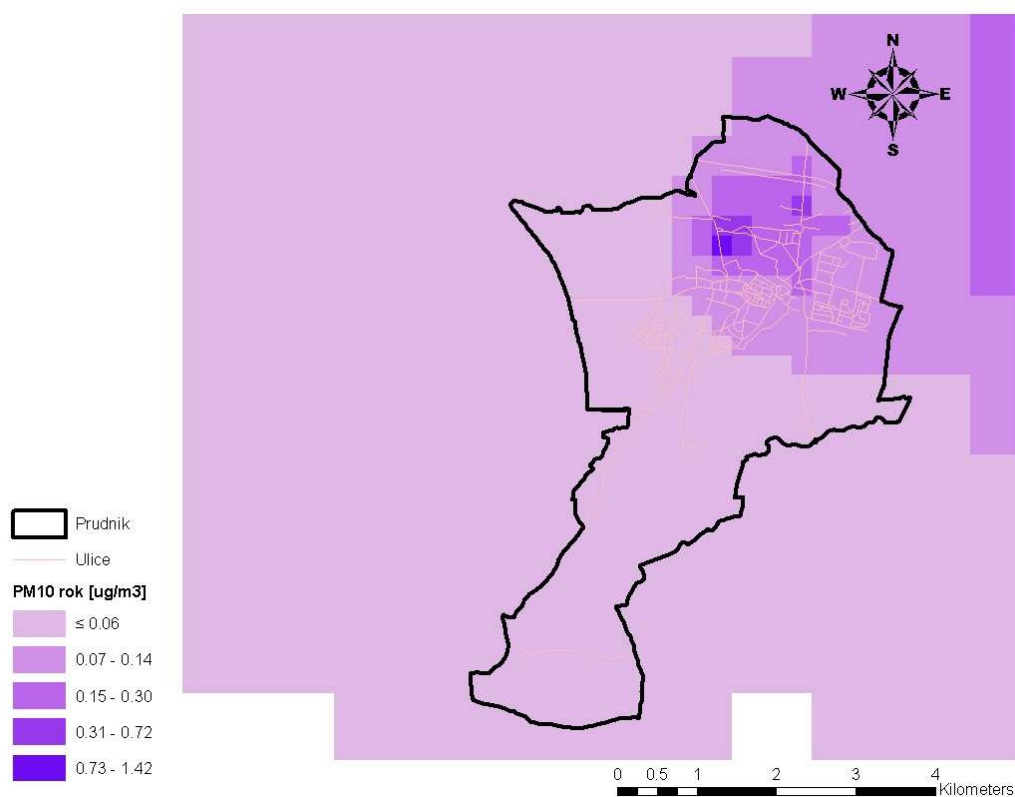 N
W E
S
Prudnik
Ulice
PM10 rok [ug/m3]
≤ 0.06
0.07 - 0.14
0.15 - 0.30
0.31 - 0.72
0.73 - 1.42
0 0.5 1 2 3 4
Kilometers